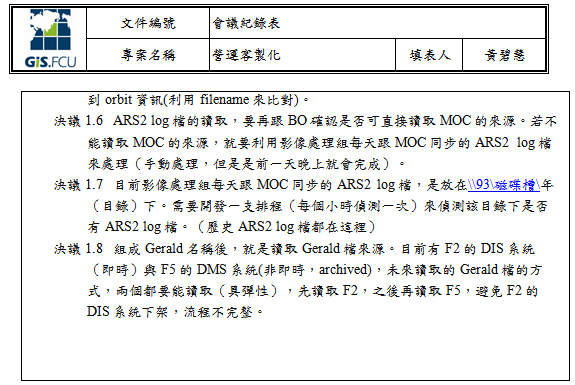 GIS.FCU
文件編號 會議紀錄表
專案名稱 營運客製化 填表人 黃碧慧
到 orbit 資訊(利用 filename 來比對)。
決議 1.6 ARS2 log 檔的讀取，要再跟 BO 確認是否可直接讀取 MOC 的來源。若不
能讀取 MOC 的來源，就要利用影像處理組每天跟 MOC 同步的 ARS2 log 檔
來處理（手動處理，但是是前一天晚上就會完成）。
決議 1.7 目前影像處理組每天跟 MOC 同步的 ARS2 log 檔，是放在\\93\磁碟槽\年
（目錄）下。需要開發一支排程（每個小時偵測一次）來偵測該目錄下是否
有 ARS2 log 檔。（歷史 ARS2 log 檔都在這裡）
決議 1.8 組成 Gerald 名稱後，就是讀取 Gerald 檔來源。目前有 F2 的 DIS 系統
（即時）與 F5 的 DMS 系統(非即時，archived)，未來讀取的 Gerald 檔的方
式，兩個都要能讀取（具彈性），先讀取 F2，之後再讀取 F5，避免 F2 的
DIS 系統下架，流程不完整。